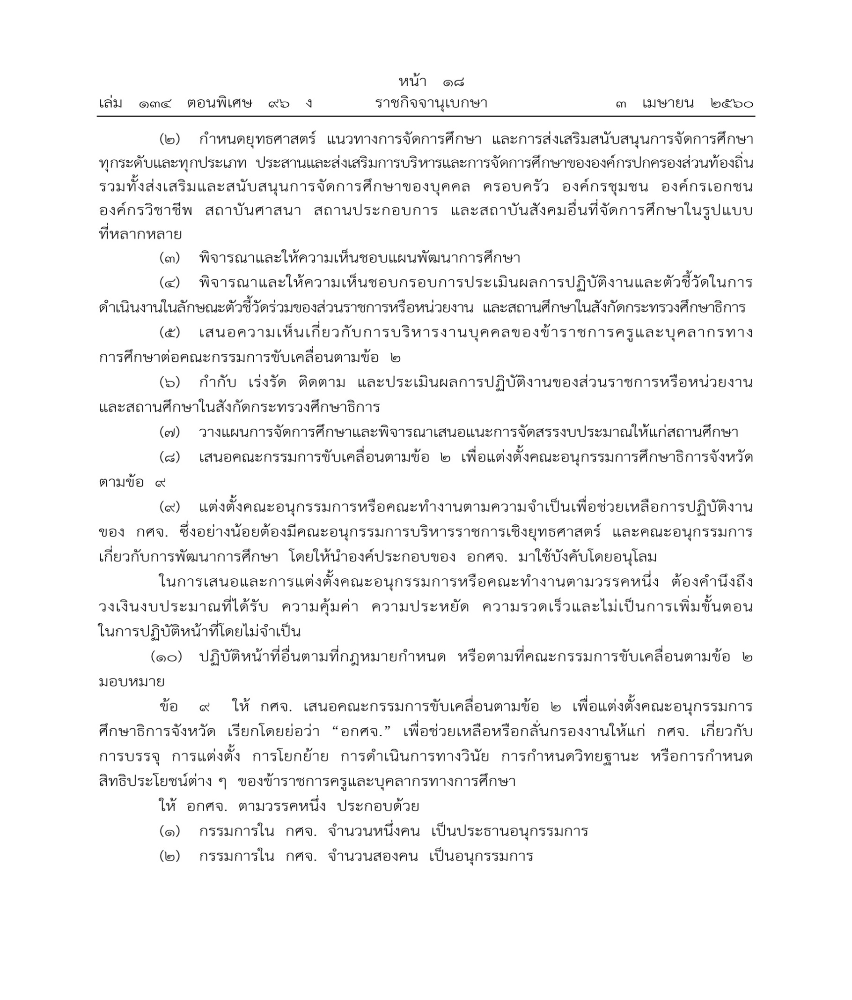 หน้า ๑๘
เล่ม ๑๓๔ ตอนพิเศษ ๙๖ ง ราชกิจจานุเบกษา ๓ เมษายน ๒๕๖๐
(๒) กำหนดยุทธศาสตร์ แนวทางการจัดการศึกษา และการส่งเสริมสนับสนุนการจัดการศึกษา
ทุกระดับและทุกประเภท ประสานและส่งเสริมการบริหารและการจัดการศึกษาขององค์กรปกครองส่วนท้องถิ่น
รวมทั้งส่งเสริมและสนับสนุนการจัดการศึกษาของบุคคล ครอบครัว องค์กรชุมชน องค์กรเอกชน
องค์กรวิชาชีพ สถาบันศาสนา สถานประกอบการ และสถาบันสังคมอื่นที่จัดการศึกษาในรูปแบบ
ที่หลากหลาย
(๓) พิจารณาและให้ความเห็นชอบแผนพัฒนาการศึกษา
(๔) พิจารณาและให้ความเห็นชอบกรอบการประเมินผลการปฏิบัติงานและตัวชี้วัดในการ
ดำเนินงานในลักษณะตัวชี้วัดร่วมของส่วนราชการหรือหน่วยงาน และสถานศึกษาในสังกัดกระทรวงศึกษาธิการ
(๕) เสนอความเห็นเกี่ยวกับการบริหารงานบุคคลของข้าราชการครูและบุคลากรทาง
การศึกษาต่อคณะกรรมการขับเคลื่อนตามข้อ ๒
(๖) กำกับ เร่งรัด ติดตาม และประเมินผลการปฏิบัติงานของส่วนราชการหรือหน่วยงาน
และสถานศึกษาในสังกัดกระทรวงศึกษาธิการ
(๗) วางแผนการจัดการศึกษาและพิจารณาเสนอแนะการจัดสรรงบประมาณให้แก่สถานศึกษา
(๘) เสนอคณะกรรมการขับเคลื่อนตามข้อ ๒ เพื่อแต่งตั้งคณะอนุกรรมการศึกษาธิการจังหวัด
ตามข้อ ๙
(๙) แต่งตั้งคณะอนุกรรมการหรือคณะทำงานตามความจำเป็นเพื่อช่วยเหลือการปฏิบัติงาน
ของ กศจ. ซึ่งอย่างน้อยต้องมีคณะอนุกรรมการบริหารราชการเชิงยุทธศาสตร์ และคณะอนุกรรมการ
เกี่ยวกับการพัฒนาการศึกษา โดยให้นำองค์ประกอบของ อกศจ. มาใช้บังคับโดยอนุโลม
ในการเสนอและการแต่งตั้งคณะอนุกรรมการหรือคณะทำงานตามวรรคหนึ่ง ต้องคำนึงถึง
วงเงินงบประมาณที่ได้รับ ความคุ้มค่า ความประหยัด ความรวดเร็วและไม่เป็นการเพิ่มขั้นตอน
ในการปฏิบัติหน้าที่โดยไม่จำเป็น
(๑๐) ปฏิบัติหน้าที่อื่นตามที่กฎหมายกำหนด หรือตามที่คณะกรรมการขับเคลื่อนตามข้อ ๒
มอบหมาย
ข้อ ๙ ให้ กศจ. เสนอคณะกรรมการขับเคลื่อนตามข้อ ๒ เพื่อแต่งตั้งคณะอนุกรรมการ
ศึกษาธิการจังหวัด เรียกโดยย่อว่า “อกศจ.” เพื่อช่วยเหลือหรือกลั่นกรองงานให้แก่ กศจ. เกี่ยวกับ
การบรรจุ การแต่งตั้ง การโยกย้าย การดำเนินการทางวินัย การกำหนดวิทยฐานะ หรือการกำหนด
สิทธิประโยชน์ต่าง ๆ ของข้าราชการครูและบุคลากรทางการศึกษา
ให้ อกศจ. ตามวรรคหนึ่ง ประกอบด้วย
(๑) กรรมการใน กศจ. จำนวนหนึ่งคน เป็นประธานอนุกรรมการ
(๒) กรรมการใน กศจ. จำนวนสองคน เป็นอนุกรรมการ